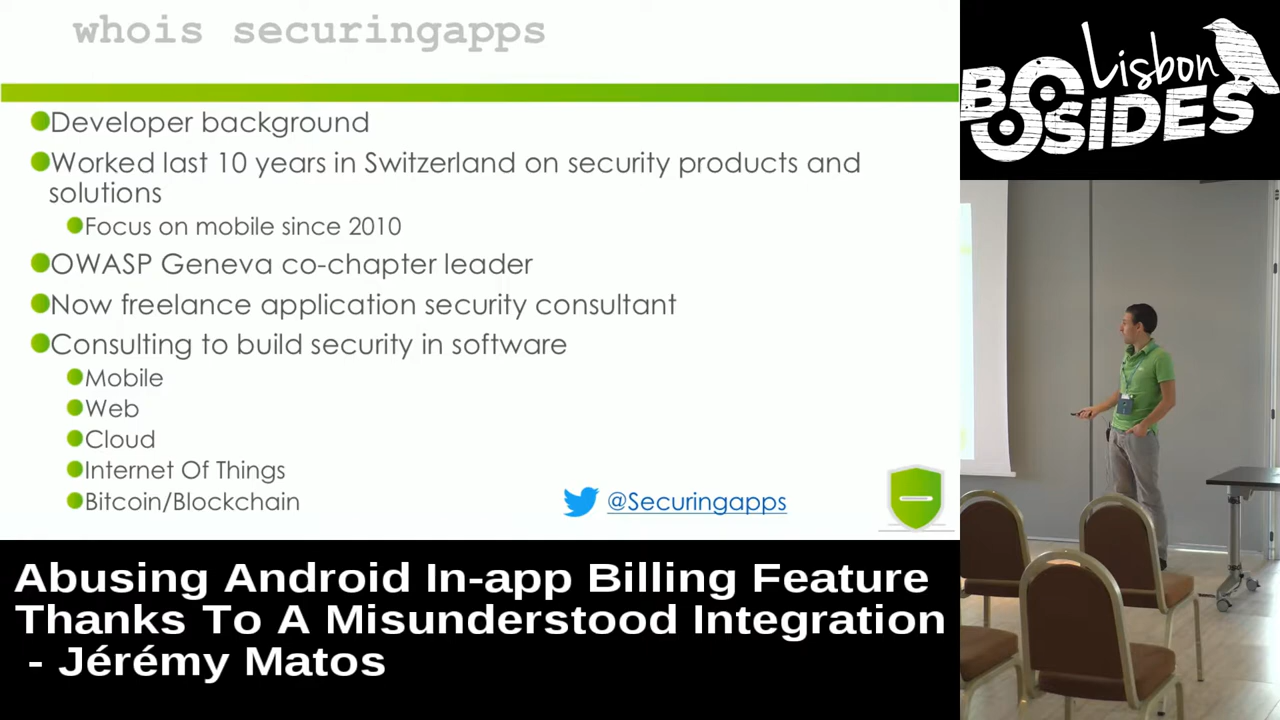 whois securingapps
Developer background
Worked last 10 years in Switzerland on security products and
solutions
Focus on mobile since 2010
OWASP Geneva co-chapter leader
Now freelance application security consultant
Consulting to build security in software
Mobile
Web
Cloud
Internet Of Things
Bitcoin/Blockchain
@Securingapps
Lisbon
BSIDES
Abusing Android In-app Billing Feature
Thanks To A Misunderstood Integration
- Jérémy Matos